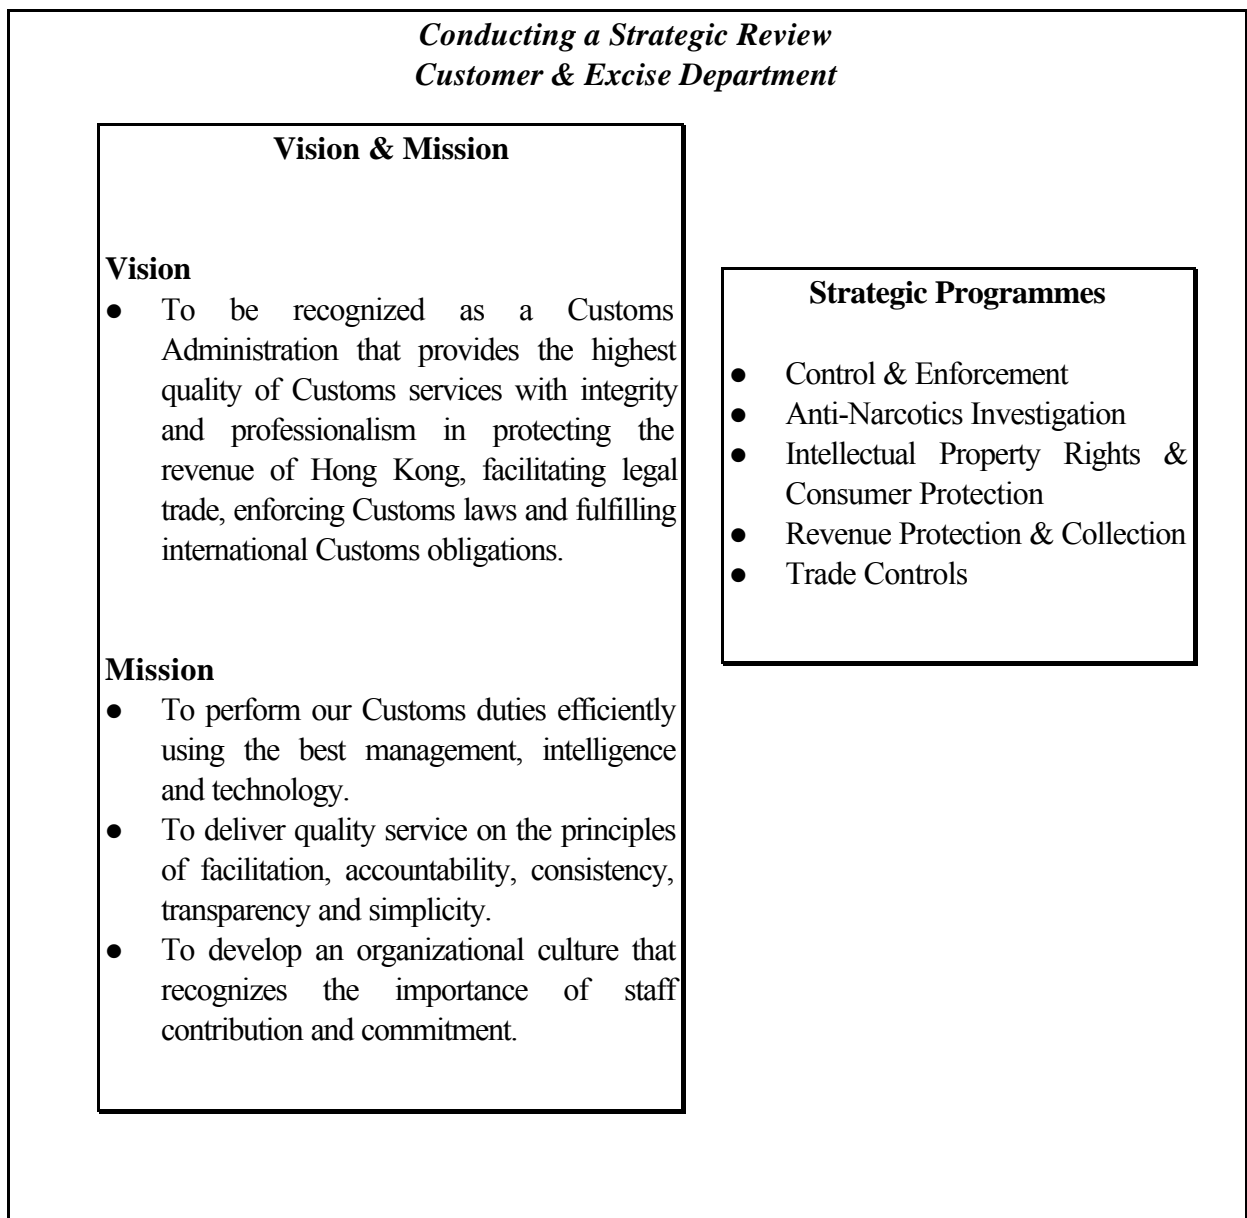 Conducting a Strategic Review
Customer & Excise Department
Vision & Mission
Vision
● To be recognized as a Customs
Administration that provides the highest
quality of Customs services with integrity
and professionalism in protecting the
revenue of Hong Kong, facilitating legal
trade, enforcing Customs laws and fulfilling
international Customs obligations.
Mission
● To perform our Customs duties efficiently
using the best management, intelligence
and technology.
● To deliver quality service on the principles
of facilitation, accountability, consistency,
transparency and simplicity.
● To develop an organizational culture that
recognizes the importance of staff
contribution and commitment.
Strategic Programmes
● Control & Enforcement
● Anti-Narcotics Investigation
● Intellectual Property Rights &
Consumer Protection
● Revenue Protection & Collection
● Trade Controls